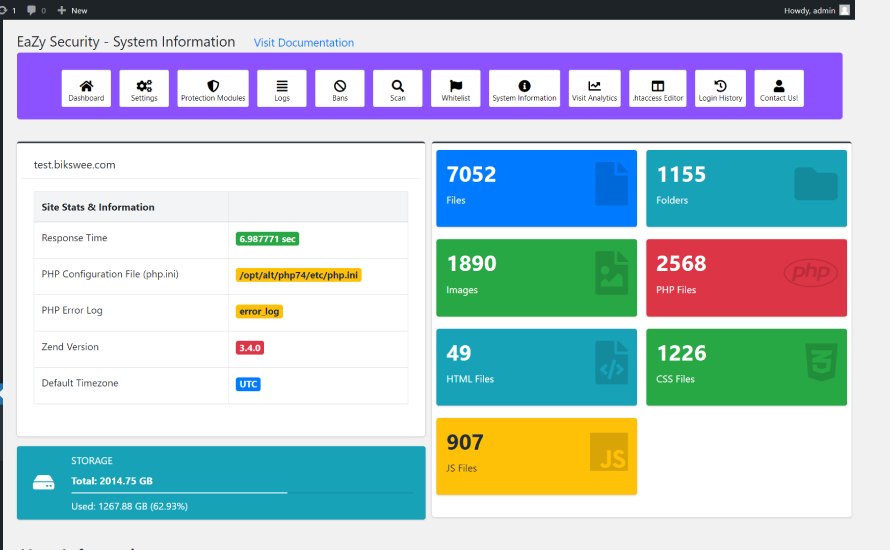 1 0 New Howdy, admin
EaZy Security - System Information Visit Documentation
Dashboard Settings Protection Modules Logs Bans Scan Whitelist System Information Visit Analytics .htaccess Editor Login History Contact Us!
test.bikswee.com
Site Stats & Information
Response Time 6.987771 sec
PHP Configuration File (php.ini) /opt/alt/php74/etc/php.ini
PHP Error Log error_log
Zend Version 3.4.0
Default Timezone UTC
STORAGE
Total: 2014.75 GB
Used: 1267.88 GB (62.93%)
7052
Files
1155
Folders
1890
Images
2568
PHP Files
php
49
HTML Files
1226
CSS Files
3
907
JS Files
JS